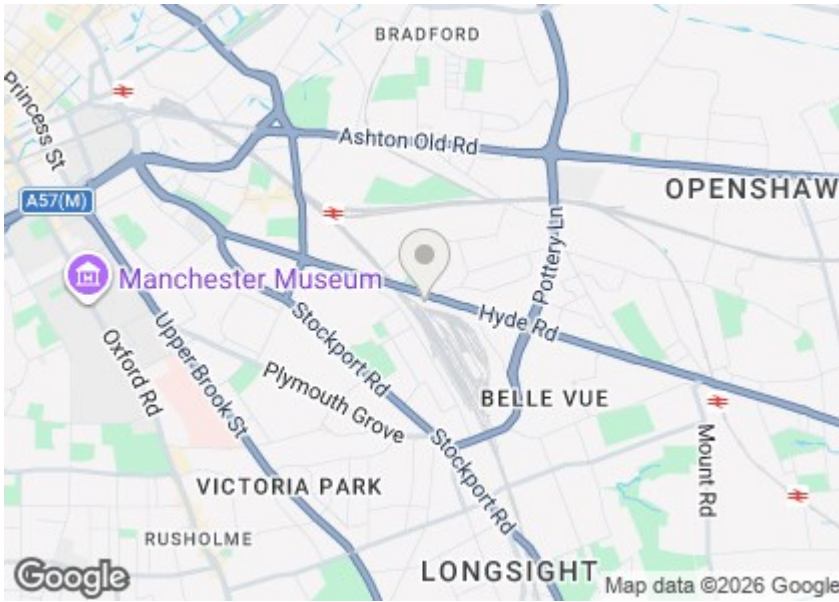 BRADFORD
Princess St
Ashton Old Rd
OPENSHAW
A57(M)
Pottery Ln
Manchester Museum
Hyde Rd
Stockport Rd
Oxford Rd
Upper Brook St
Plymouth Grove
BELLE VUE
Stockport Rd
Mount Rd
VICTORIA PARK
RUSHOLME
LONGSIGHT
Google
Map data ©2026 Google